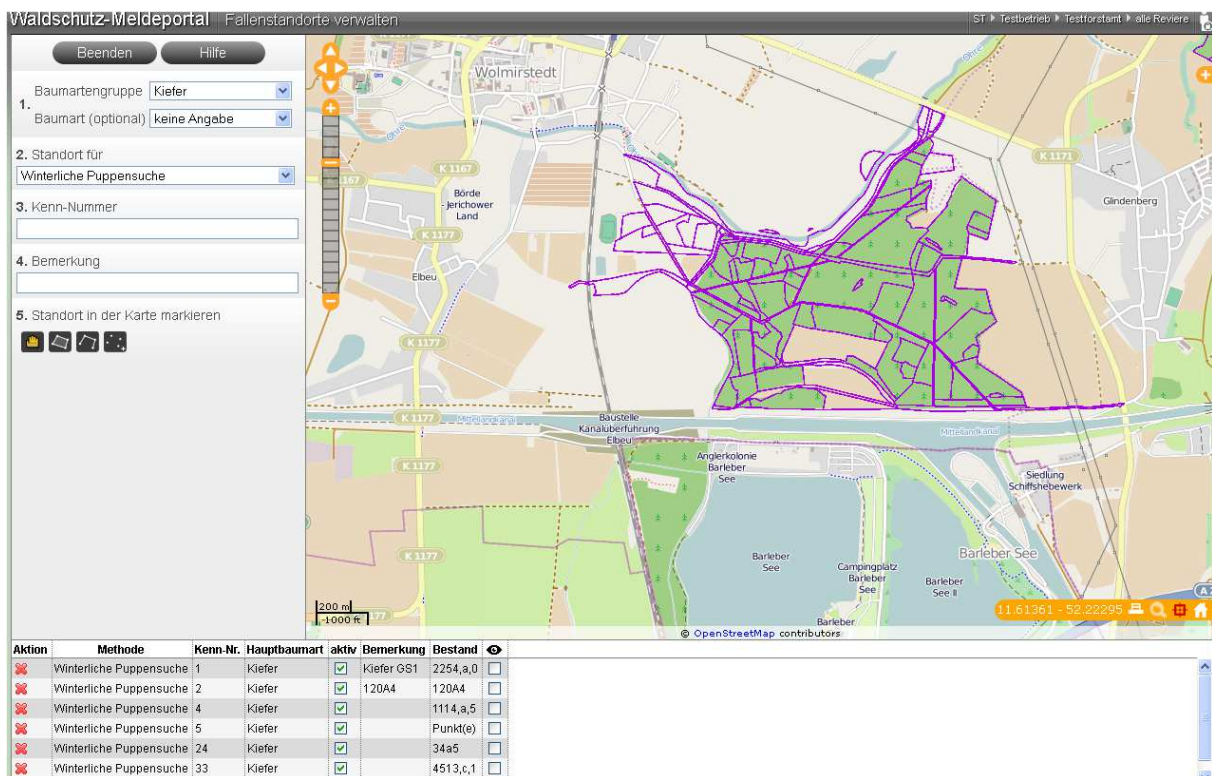 Waldschutz-Meldeportal Fallenstandorte verwalten
ST Testbetrieb Testforstamt alle Reviere
Beenden Hilfe
1. Baumartengruppe Kiefer
Baumart (optional) keine Angabe
2. Standort für
Winterliche Puppensuche
3. Kenn-Nummer
4. Bemerkung
5. Standort in der Karte markieren
Wolmirstedt
Ohre
K 1167
K 1171
Börde
- Jerichower
Land
Glindenberg
K 1177
Elbeu
K 1177
K 1177
Mittellandkanal
Baustelle
Kanalüberführung
Elbeu
Mittellandkanal
K 1177
Anglerkolonie
Barleber
See
Siedlung
Schiffshebewerk
K 1177
Barleber
See
Campingplatz
Barleber
See
Barleber
See II
Barleber See
200 m
1000 ft
11.61361 - 52.22295
Barleber
© OpenStreetMap contributors
Aktion Methode Kenn-Nr. Hauptbaumart aktiv Bemerkung Bestand
Winterliche Puppensuche 1 Kiefer Kiefer GS1 2254,a,0
Winterliche Puppensuche 2 Kiefer 120A4 120A4
Winterliche Puppensuche 4 Kiefer 1114,a,5
Winterliche Puppensuche 5 Kiefer Punkt(e)
Winterliche Puppensuche 24 Kiefer 34a5
Winterliche Puppensuche 33 Kiefer 4513,c,1